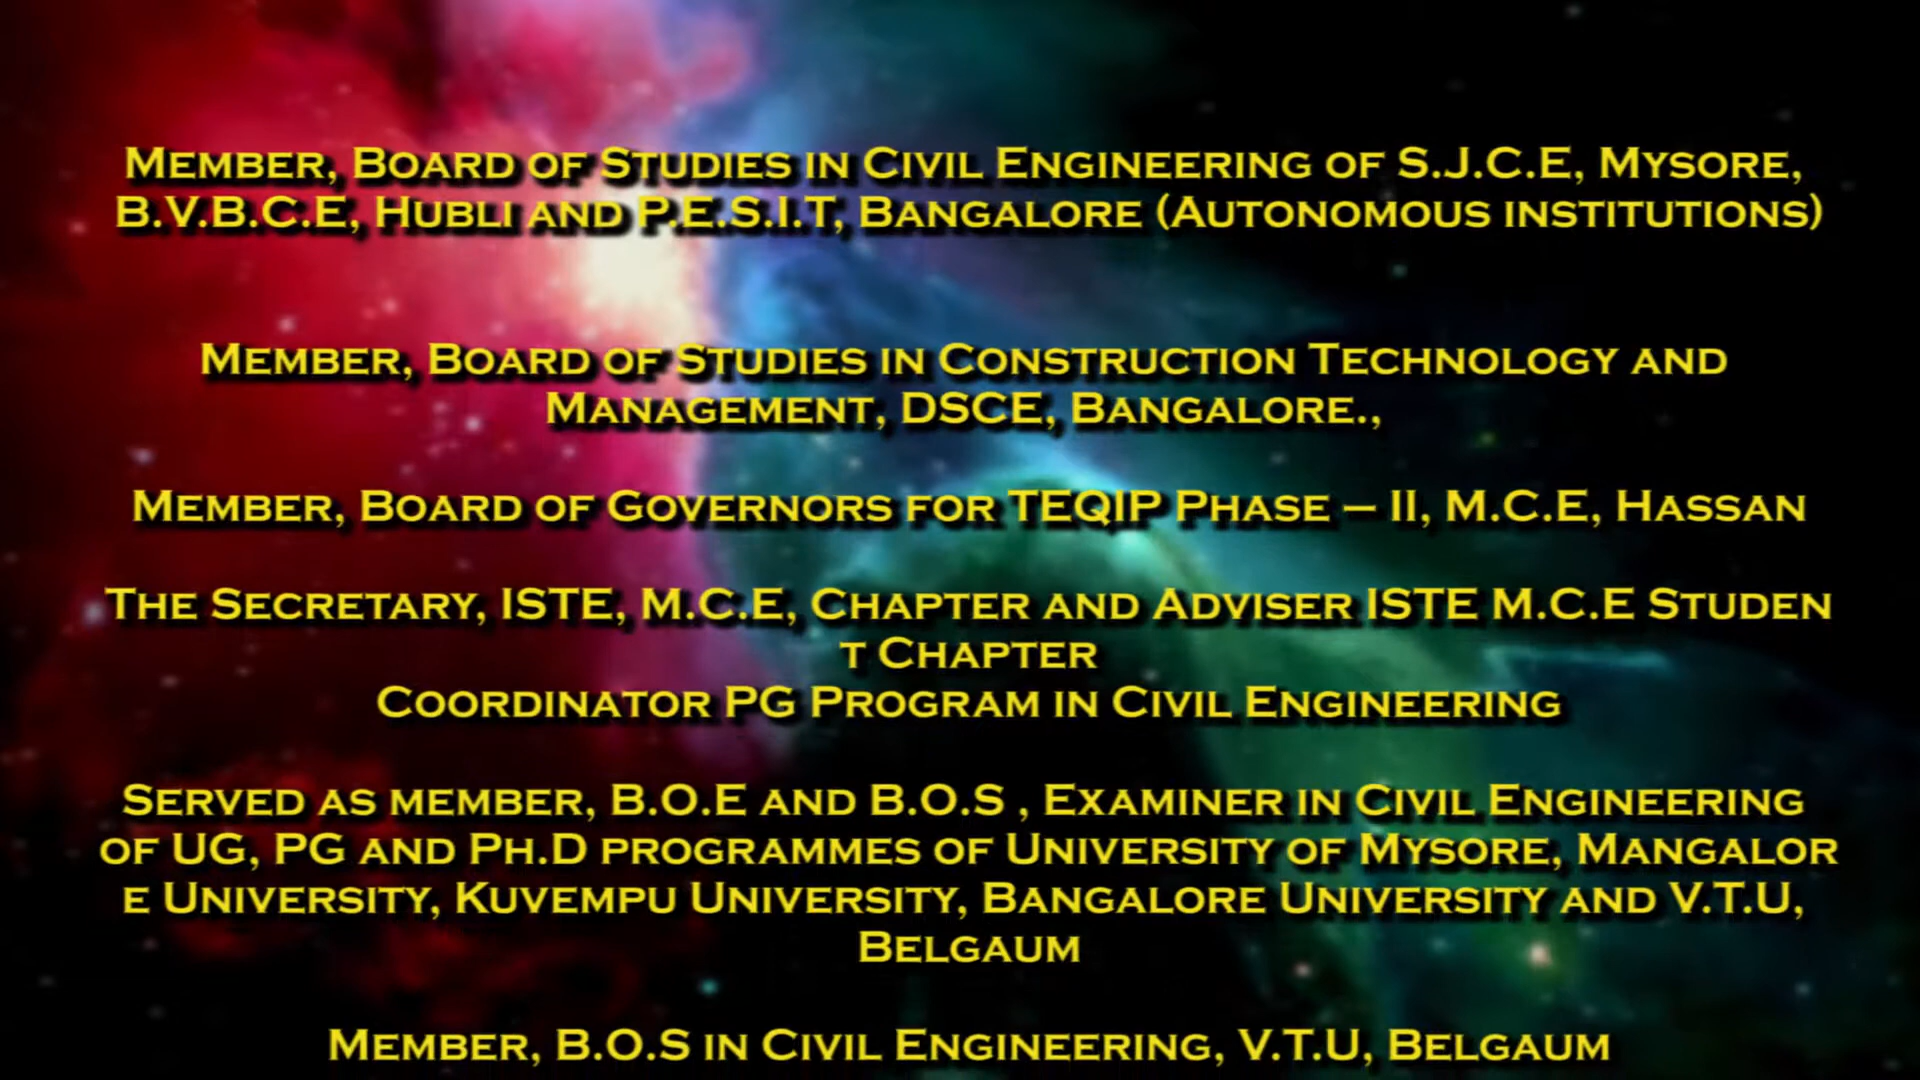 Member, Board of Studies in Civil Engineering of S.J.C.E, Mysore,
B.V.B.C.E, Hubli and P.E.S.I.T, Bangalore (Autonomous institutions)
Member, Board of Studies in Construction Technology and
Management, DSCE, Bangalore.,
Member, Board of Governors for TEQIP Phase – II, M.C.E, Hassan
The Secretary, ISTE, M.C.E, Chapter and Adviser ISTE M.C.E Studen
t Chapter
Coordinator PG Program in Civil Engineering
Served as member, B.O.E and B.O.S , Examiner in Civil Engineering
of UG, PG and Ph.D programmes of University of Mysore, Mangalor
e University, Kuvempu University, Bangalore University and V.T.U,
Belgaum
Member, B.O.S in Civil Engineering, V.T.U, Belgaum